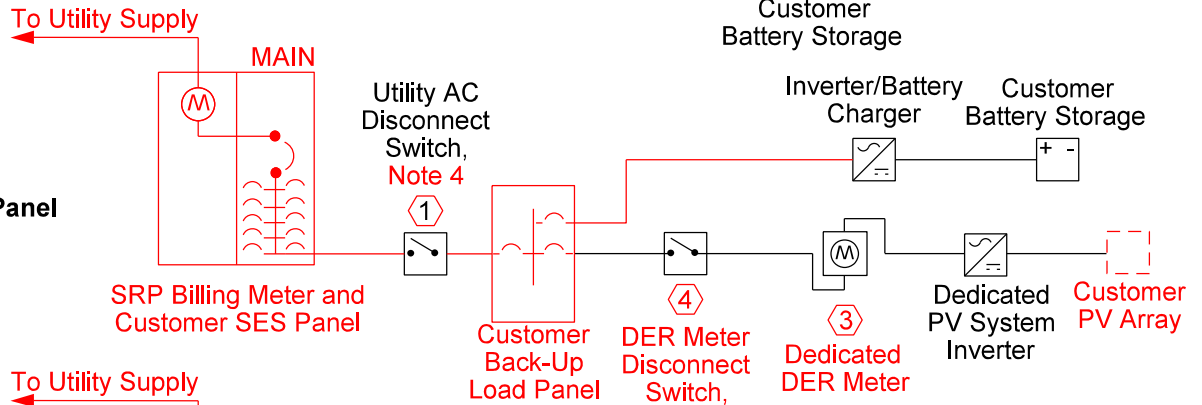 To Utility Supply
Customer
Battery Storage
MAIN
M
Utility AC
Disconnect
Switch,
Note 4
1
Inverter/Battery
Charger
Customer
Battery Storage
+ -
Panel
SRP Billing Meter and
Customer SES Panel
Customer
Back-Up
Load Panel
4
DER Meter
Disconnect
Switch,
M
3
Dedicated
DER Meter
Dedicated
PV System
Inverter
Customer
PV Array
To Utility Supply